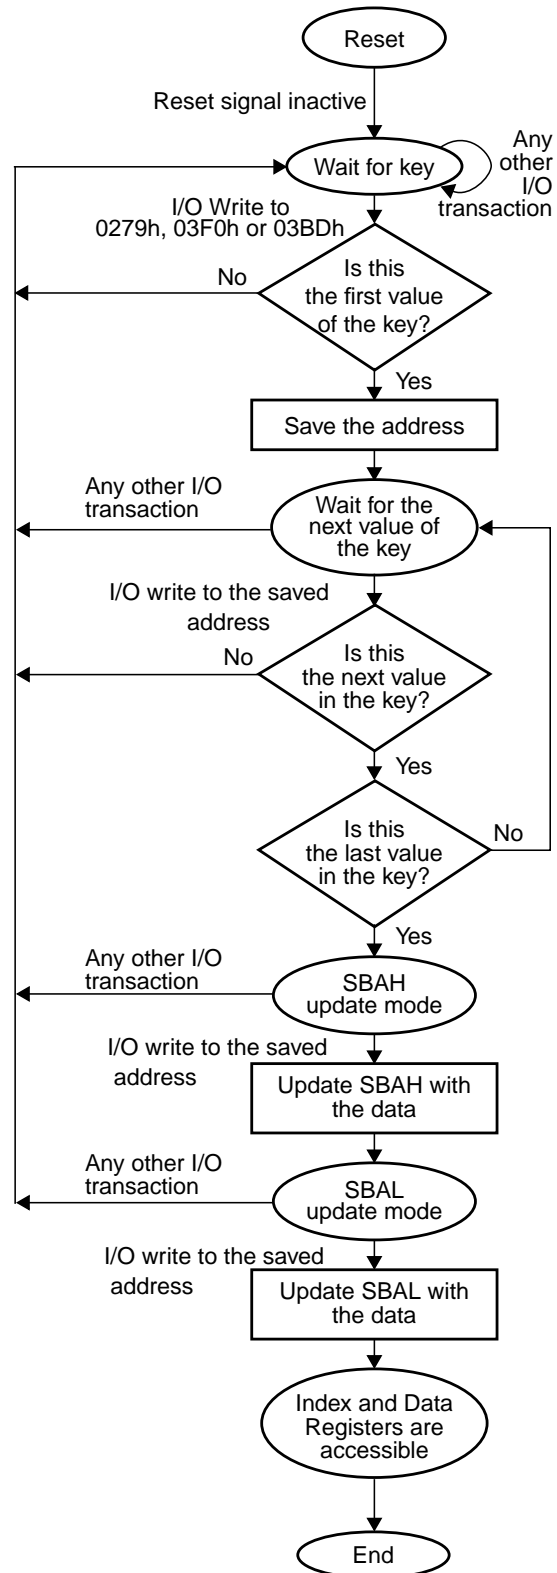 Reset
Reset signal inactive
Wait for key
Any
other
I/O
transaction
I/O Write to
0279h, 03F0h or 03BDh
Is this
the first value
of the key?
No
Yes
Save the address
Any other I/O
transaction
Wait for the
next value of
the key
I/O write to the saved
address
No
Is this
the next value
in the key?
Yes
Is this
the last value
in the key?
No
Yes
Any other I/O
transaction
SBAH
update mode
I/O write to the saved
address
Update SBAH with
the data
Any other I/O
transaction
SBAL
update mode
I/O write to the saved
address
Update SBAL with
the data
Index and Data
Registers are
accessible
End